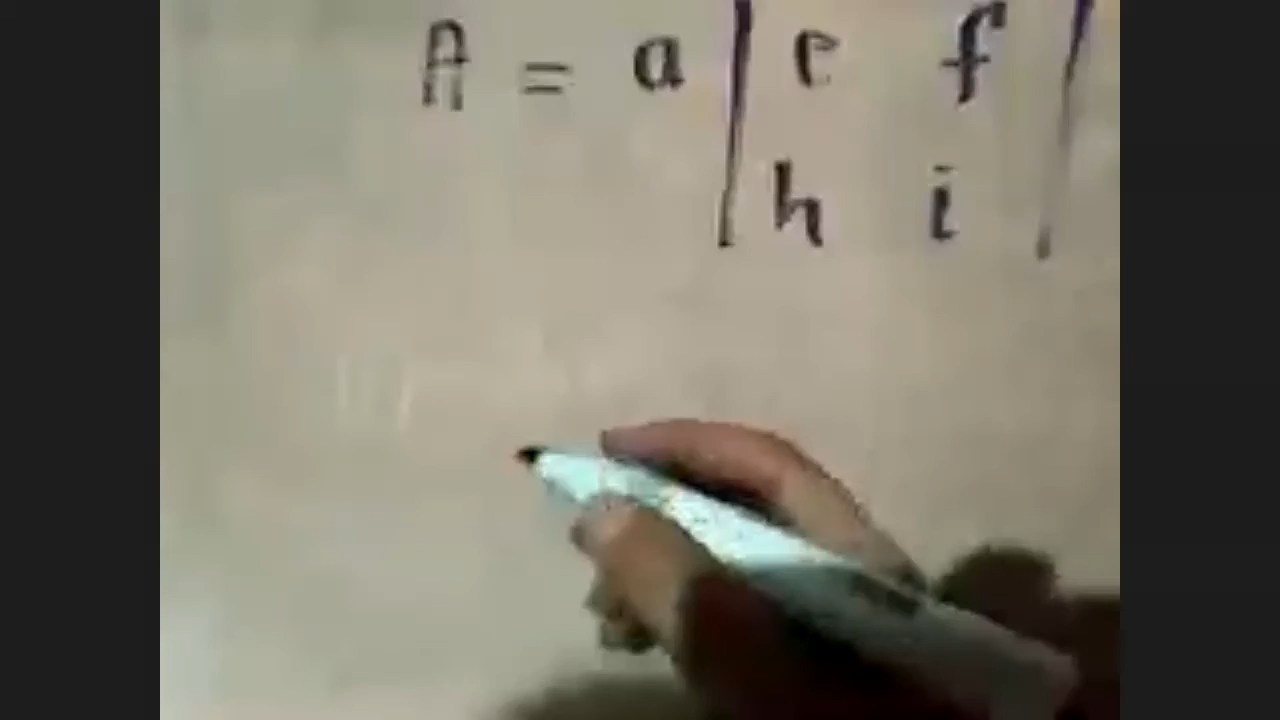 A = a | e f |
| h i |